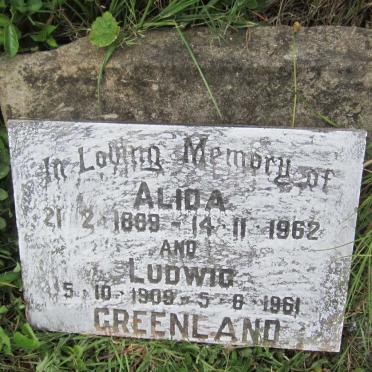 In Loving Memory of
ALIDA
21 - 2 - 1889 - 14 - 11 - 1962
AND
LUDWIG
15 - 10 - 1909 - 5 - 8 - 1961
GREENLAND